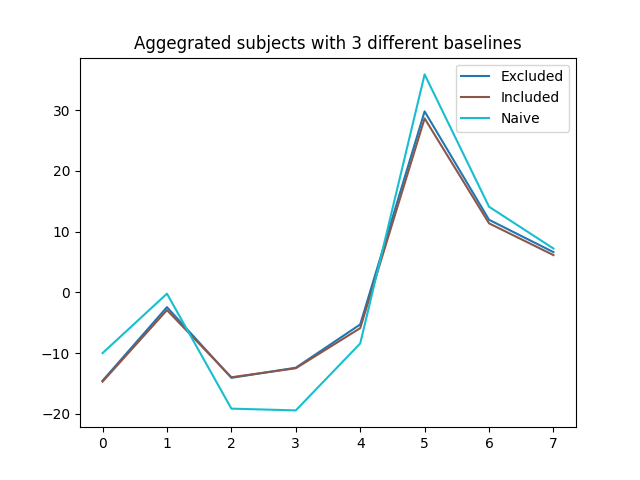 Aggegrated subjects with 3 different baselines
Excluded
Included
Naive
30
20
10
0
−10
−20
0 1 2 3 4 5 6 7